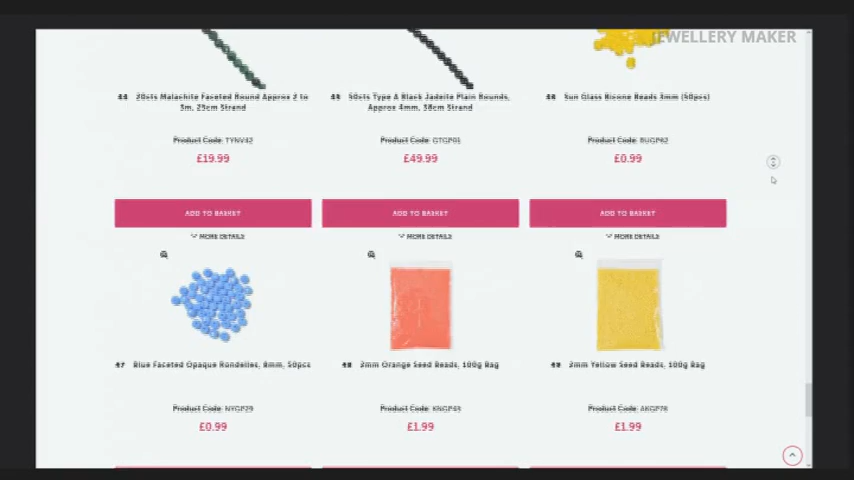 JEWELLERY MAKER
44 20cts Malachite Faceted Round Approx 2 to
3m, 29cm Strand
Product Code: TYNV42
£19.99
45 50cts Type A Black Jadeite Plain Rounds,
Approx 4mm, 38cm Strand
Product Code: GTGP01
£49.99
46 Sun Glass Bicone Beads 3mm (50pcs)
Product Code: BUGP62
£0.99
ADD TO BASKET
ADD TO BASKET
ADD TO BASKET
MORE DETAILS
MORE DETAILS
MORE DETAILS
47 Blue Faceted Opaque Rondelles, 8mm, 50pcs
Product Code: NYGP29
£0.99
48 2mm Orange Seed Beads, 100g Bag
Product Code: KNGP43
£1.99
49 2mm Yellow Seed Beads, 100g Bag
Product Code: AKGP76
£1.99